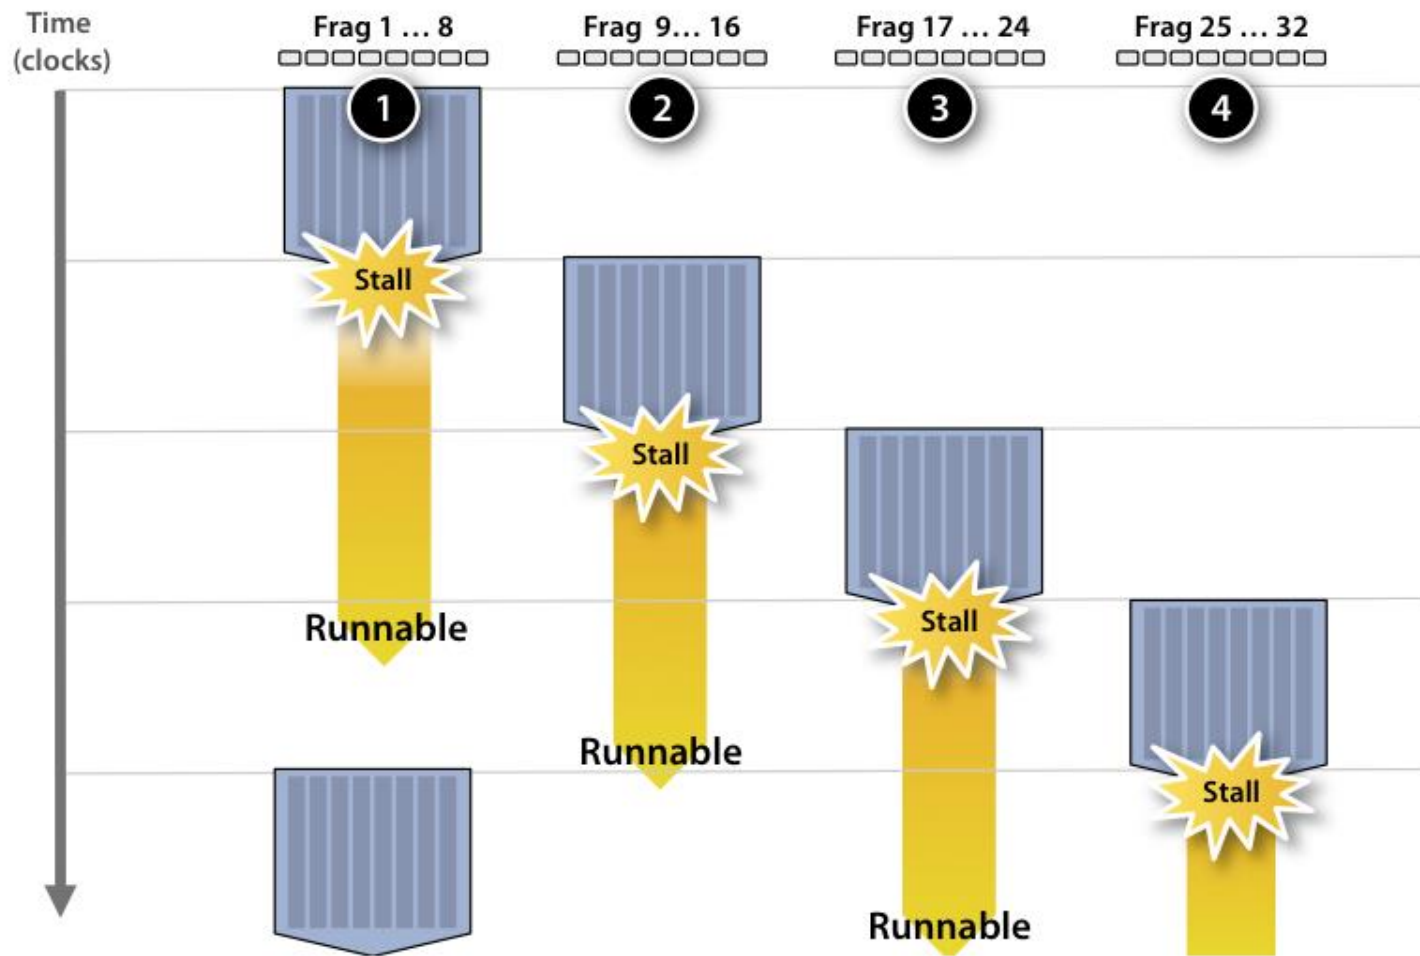 Time
(clocks)
Frag 1 … 8
Frag 9… 16
Frag 17 … 24
Frag 25 … 32
1
2
3
4
Stall
Stall
Stall
Runnable
Runnable
Stall
Runnable